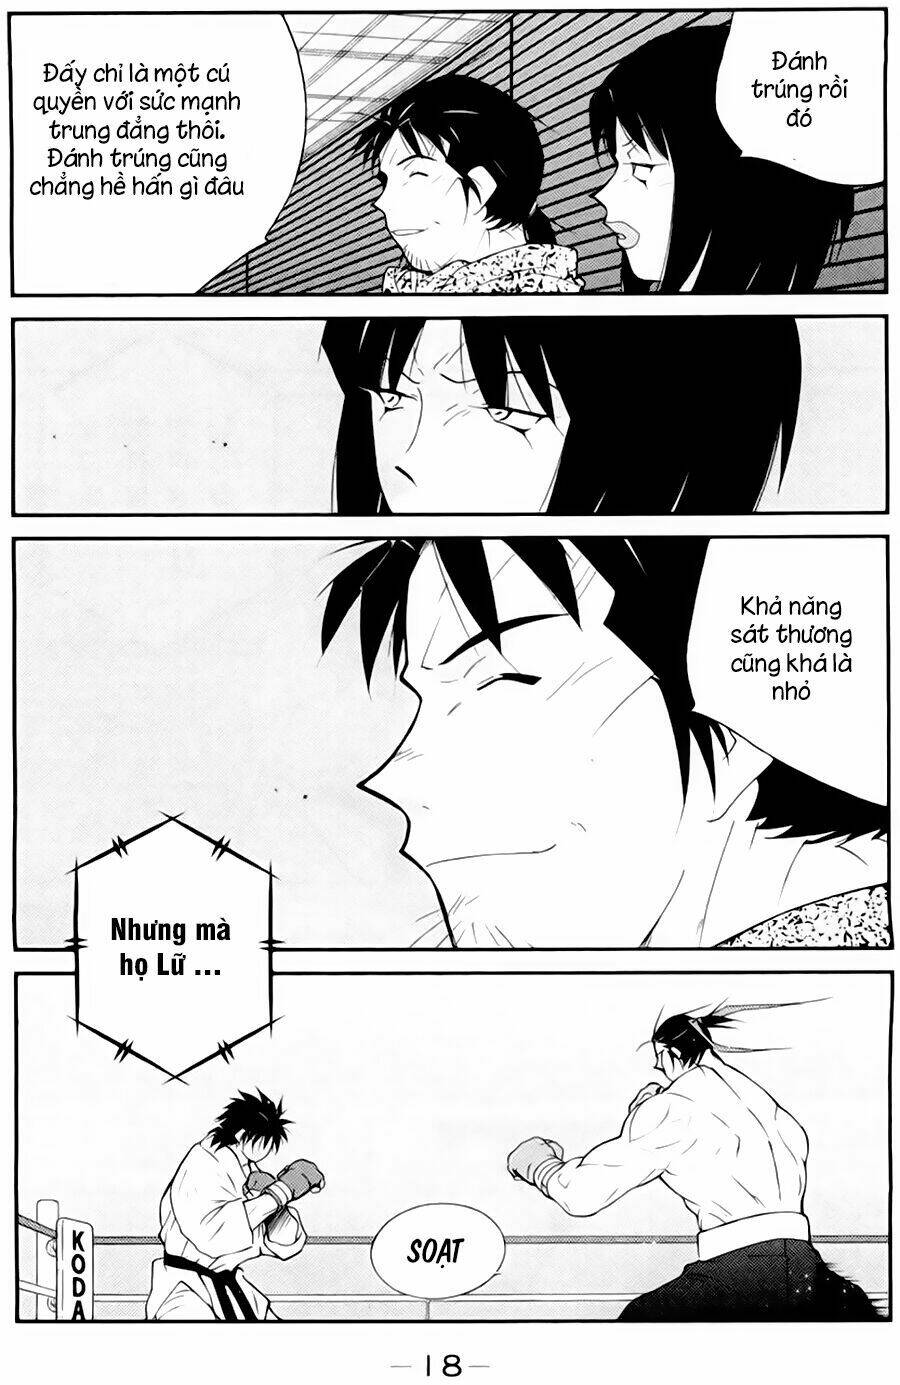 Đánh
trúng rồi
đó
Đấy chỉ là một cú
quyền với sức mạnh
trung đẳng thôi.
Đánh trúng cũng
chẳng hề hấn gì đâu
Khả năng
sát thương
cũng khá là
nhỏ
Nhưng mà
họ Lữ ...
SOẠT
KODA
18